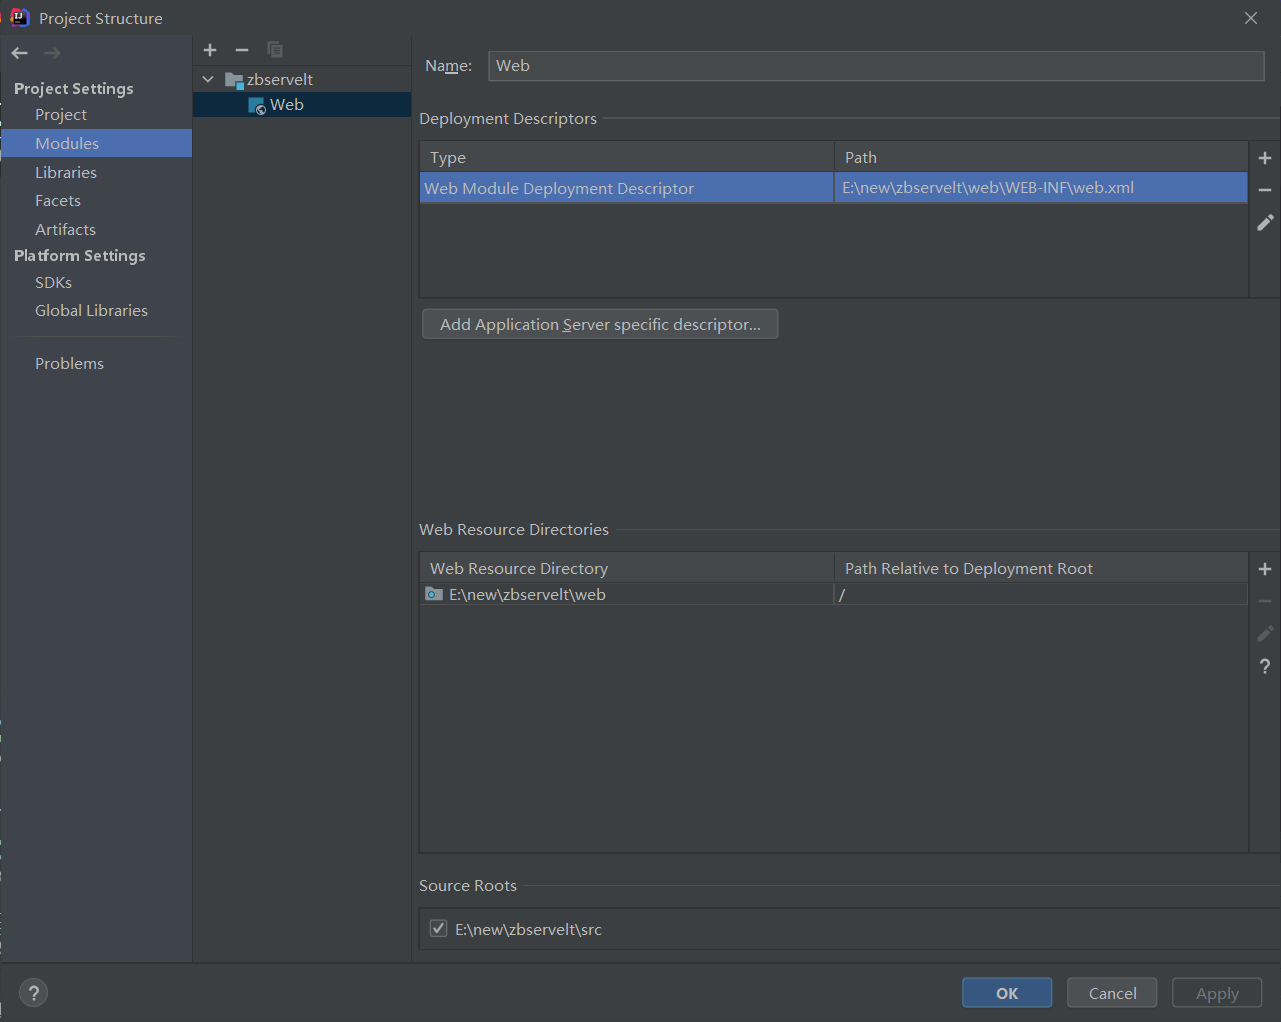 Project Structure
Project Settings
Project
Modules
Libraries
Facets
Artifacts
Platform Settings
SDKs
Global Libraries
Problems
zbservelt
Web
Name: Web
Deployment Descriptors
Type Path
Web Module Deployment Descriptor E:\new\zbservelt\web\WEB-INF\web.xml
Add Application Server specific descriptor...
Web Resource Directories
Web Resource Directory Path Relative to Deployment Root
E:\new\zbservelt\web /
?
Source Roots
E:\new\zbservelt\src
? OK Cancel Apply